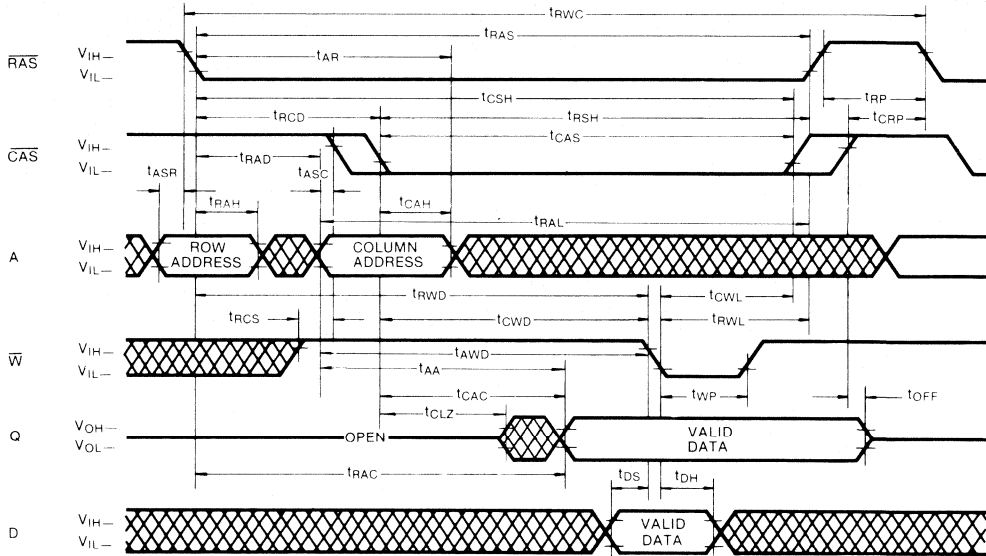 tRWC
tRAS
tAR
RAS
VIH
VIL
tCSH
tRP
tRCD
tRSH
tCRP
tCAS
CAS
VIH
VIL
tRAD
tASR
tASC
tRAH
tCAH
tRAL
A
VIH
VIL
ROW
ADDRESS
COLUMN
ADDRESS
tRWD
tCWL
tRCS
tCWD
tRWL
W
VIH
VIL
tAWD
tAA
tCAC
tWP
tOFF
tCLZ
Q
VOH
VOL
OPEN
VALID
DATA
tRAC
tDS
tDH
D
VIH
VIL
VALID
DATA